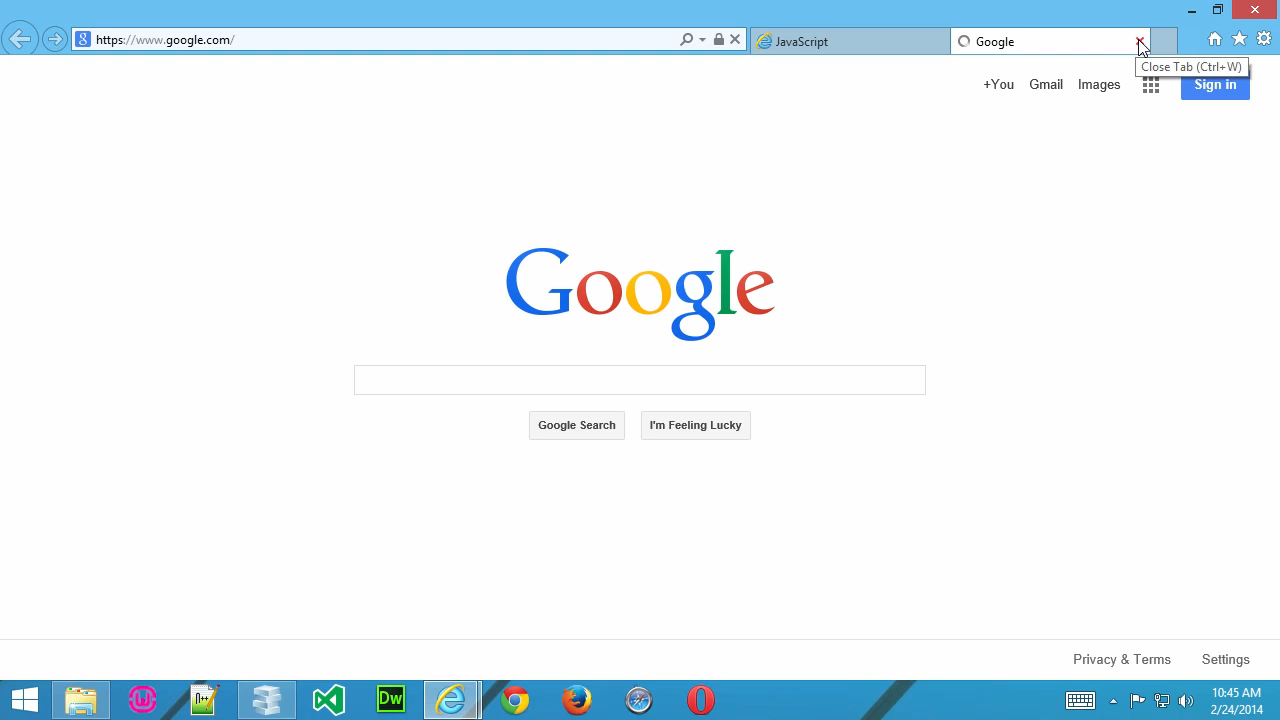 https://www.google.com/
JavaScript
Google
Close Tab (Ctrl+W)
+You Gmail Images Sign in
Google
Google Search I'm Feeling Lucky
Privacy & Terms Settings
Dw
10:45 AM
2/24/2014